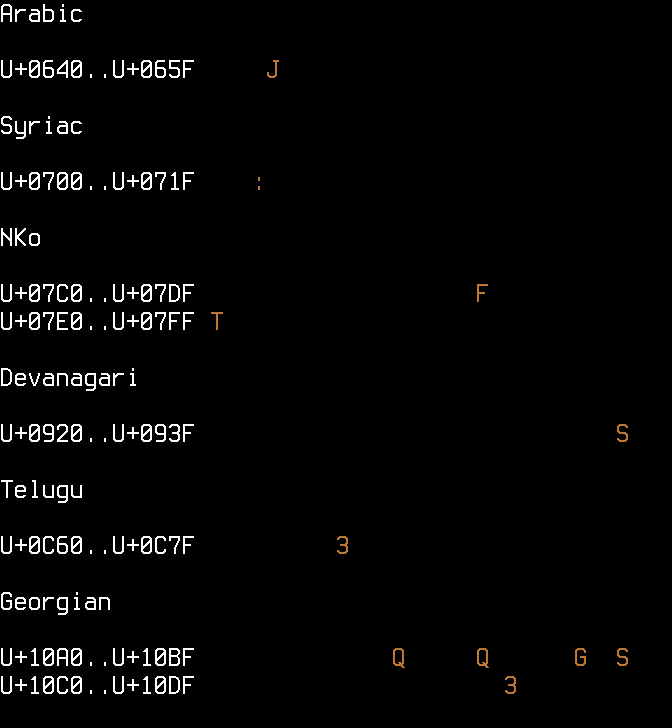 Arabic
U+0640..U+065F J
Syriac
U+0700..U+071F :
NKo
U+07C0..U+07DF F
U+07E0..U+07FF T
Devanagari
U+0920..U+093F S
Telugu
U+0C60..U+0C7F 3
Georgian
U+10A0..U+10BF Q Q G S
U+10C0..U+10DF 3